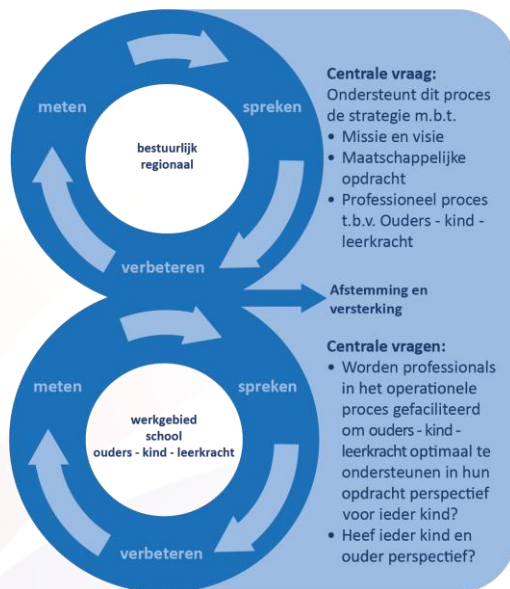 meten
spreken
bestuurlijk
regionaal
verbeteren
Centrale vraag:
Ondersteunt dit proces
de strategie m.b.t.
• Missie en visie
• Maatschappelijke
opdracht
• Professioneel proces
t.b.v. Ouders - kind -
leerkracht
Afstemming en
versterking
meten
spreken
werkgebied
school
ouders - kind - leerkracht
verbeteren
Centrale vragen:
• Worden professionals
in het operationele
proces gefaciliteerd
om ouders - kind -
leerkracht optimaal te
ondersteunen in hun
opdracht perspectief
voor ieder kind?
• Heef ieder kind en
ouder perspectief?